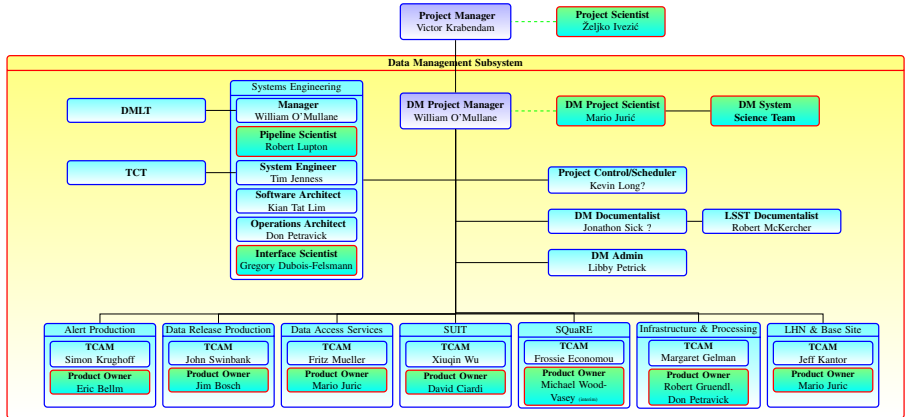 Project Manager
Victor Krabendam
Project Scientist
Željko Ivezić
Data Management Subsystem
Systems Engineering
DMLT
Manager
William O'Mullane
Pipeline Scientist
Robert Lupton
TCT
System Engineer
Tim Jenness
Software Architect
Kian Tat Lim
Operations Architect
Don Petravick
Interface Scientist
Gregory Dubois-Felsmann
DM Project Manager
William O'Mullane
DM Project Scientist
Mario Jurić
DM System
Science Team
Project Control/Scheduler
Kevin Long?
DM Documentalist
Jonathon Sick ?
LSST Documentalist
Robert McKercher
DM Admin
Libby Petrick
Alert Production
TCAM
Simon Krughoff
Product Owner
Eric Bellm
Data Release Production
TCAM
John Swinbank
Product Owner
Jim Bosch
Data Access Services
TCAM
Fritz Mueller
Product Owner
Mario Juric
SUIT
TCAM
Xiuqin Wu
Product Owner
David Ciardi
SQuaRE
TCAM
Frossie Economou
Product Owner
Michael Wood-
Vasey (interim)
Infrastructure & Processing
TCAM
Margaret Gelman
Product Owner
Robert Gruendl,
Don Petravick
LHN & Base Site
TCAM
Jeff Kantor
Product Owner
Mario Juric